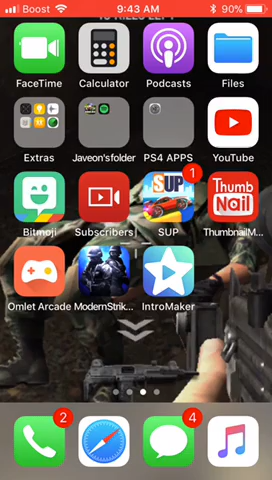 Boost 9:43 AM 90%
FaceTime Calculator Podcasts Files
Extras Javeon'sfolder PS4 APPS YouTube
SUP 1 Thumb
Nail
Bitmoji Subscribers! SUP ThumbnailM...
Omlet Arcade ModernStrik... IntroMaker
2 4